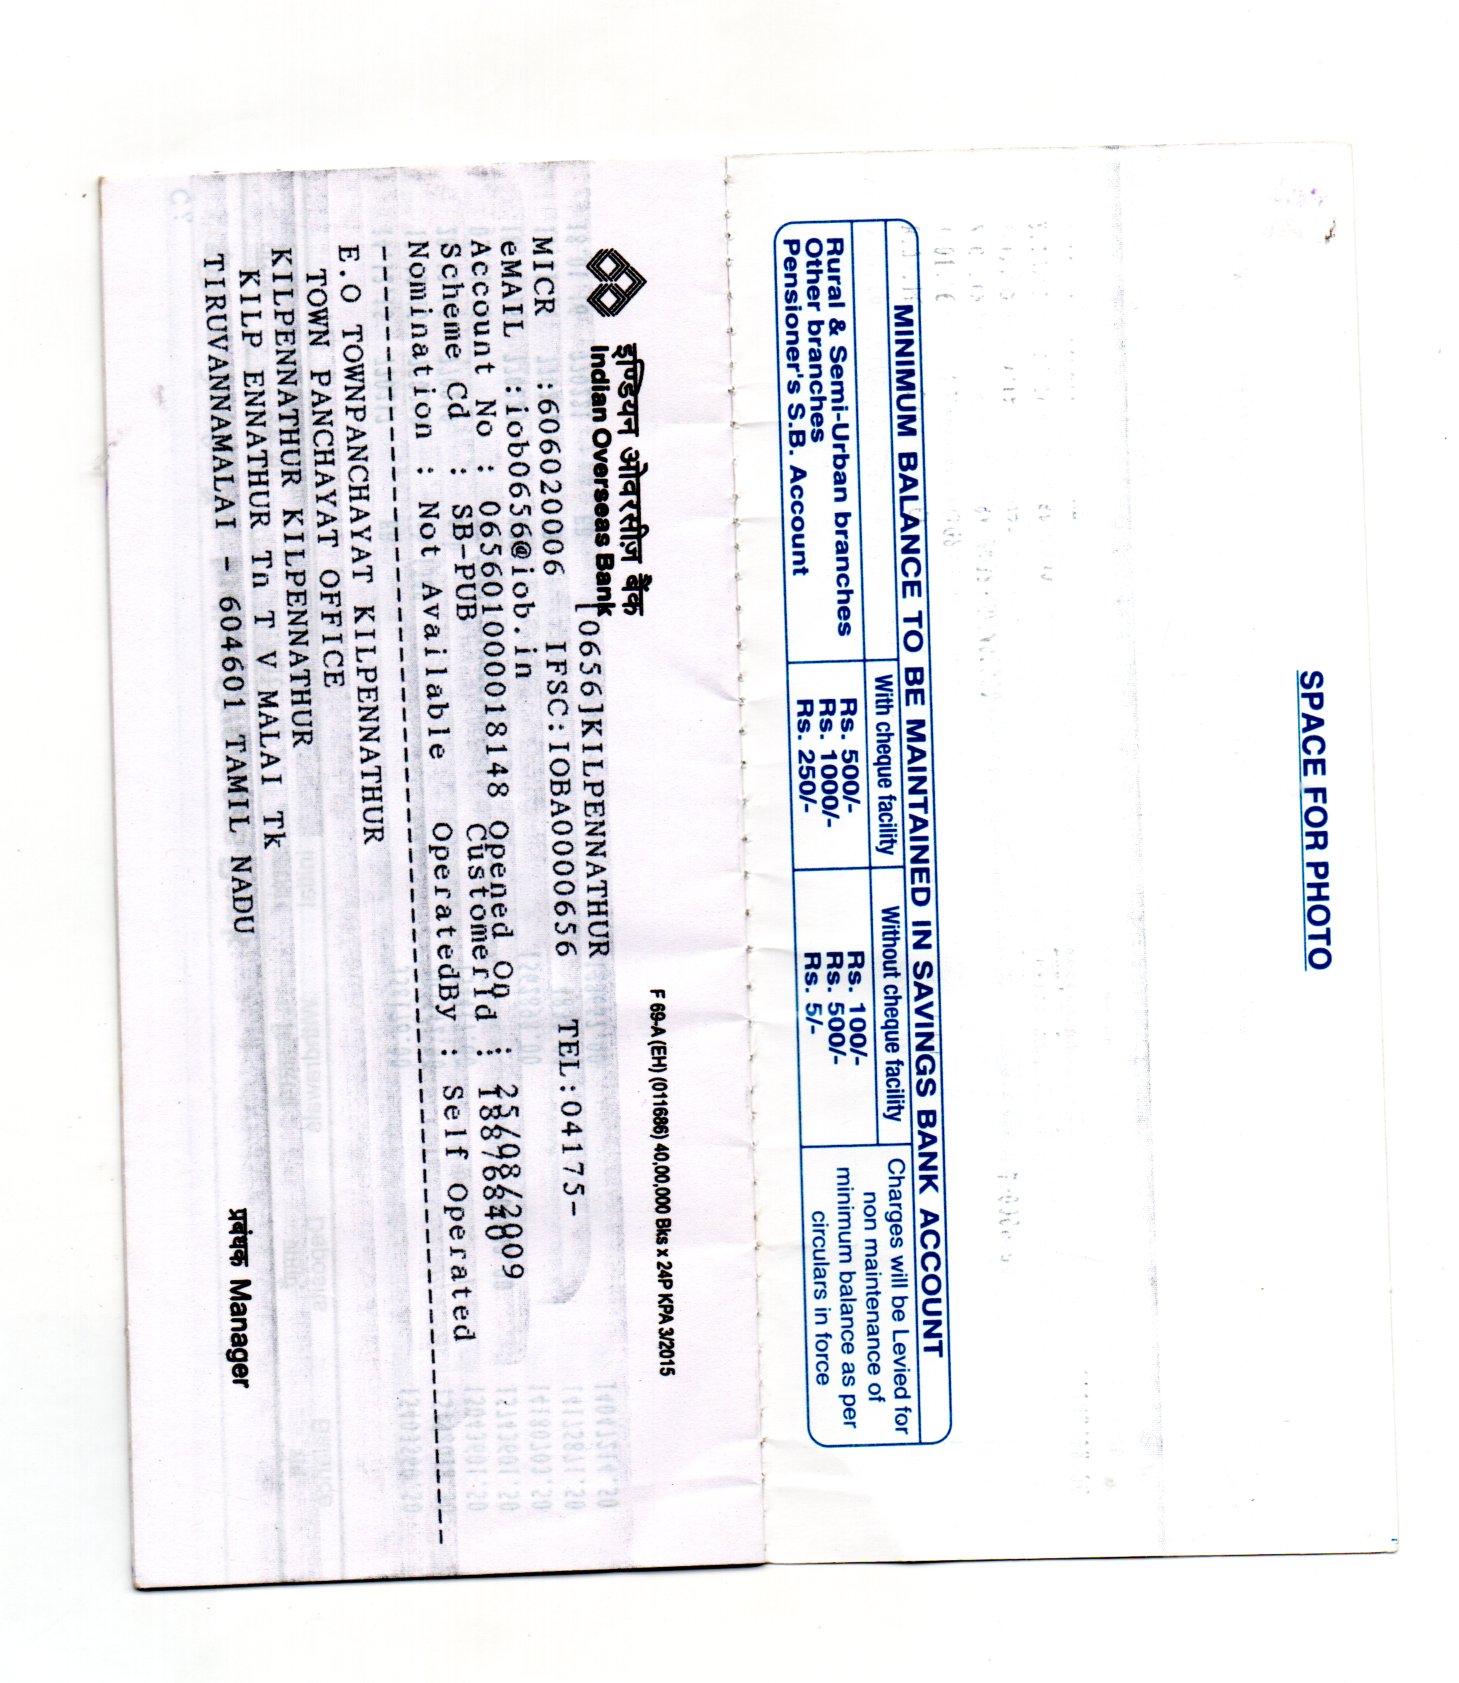 SPACE FOR PHOTO
MINIMUM BALANCE TO BE MAINTAINED IN SAVINGS BANK ACCOUNT
With cheque facility Without cheque facility Charges will be Levied for
non maintenance of
minimum balance as per
circulars in force
Rural & Semi-Urban branches Rs. 500/- Rs. 100/-
Other branches Rs. 1000/- Rs. 500/-
Pensioner's S.B. Account Rs. 250/- Rs. 5/-
F 69-A (EH) (011686) 40,00,000 Bks x 24P KPA 3/2015
इण्डियन ओवरसीज़ बैंक
Indian Overseas Bank
[0656]KILPENNATHUR
MICR :606020006 IFSC:IOBA0000656 TEL:04175-
eMAIL :iob0656@iob.in
Opened On : 25/08/2009
Account No : 065601000018148 CustomerId : 18876840
Scheme Cd : SB-PUB
Nomination : Not Available OperatedBy : Self Operated
E.O TOWNPANCHAYAT KILPENNATHUR
TOWN PANCHAYAT OFFICE
KILPENNATHUR KILPENNATHUR
KILP ENNATHUR Tn T V MALAI Tk
TIRUVANNAMALAI - 604601 TAMIL NADU
प्रबंधक Manager